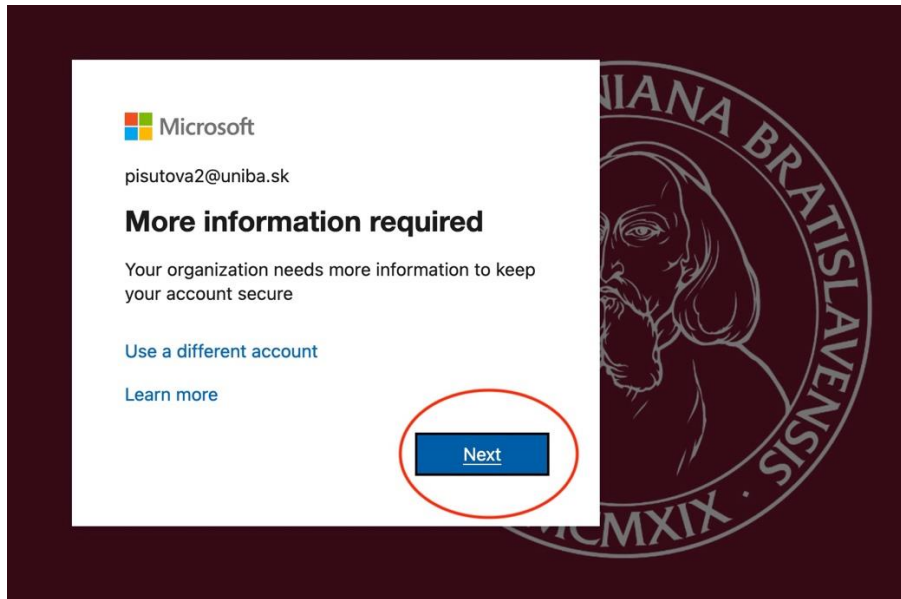 Microsoft
pisutova2@uniba.sk
More information required
Your organization needs more information to keep
your account secure
Use a different account
Learn more
Next
IANA BRATISLAVENSIS
MCMXIX